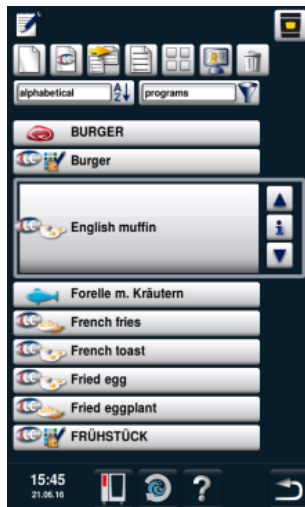 alphabetical
A
Z
programs
BURGER
Burger
English muffin
i
Forelle m. Kräutern
French fries
French toast
Fried egg
Fried eggplant
FRÜHSTÜCK
15:45
21.06.16
?